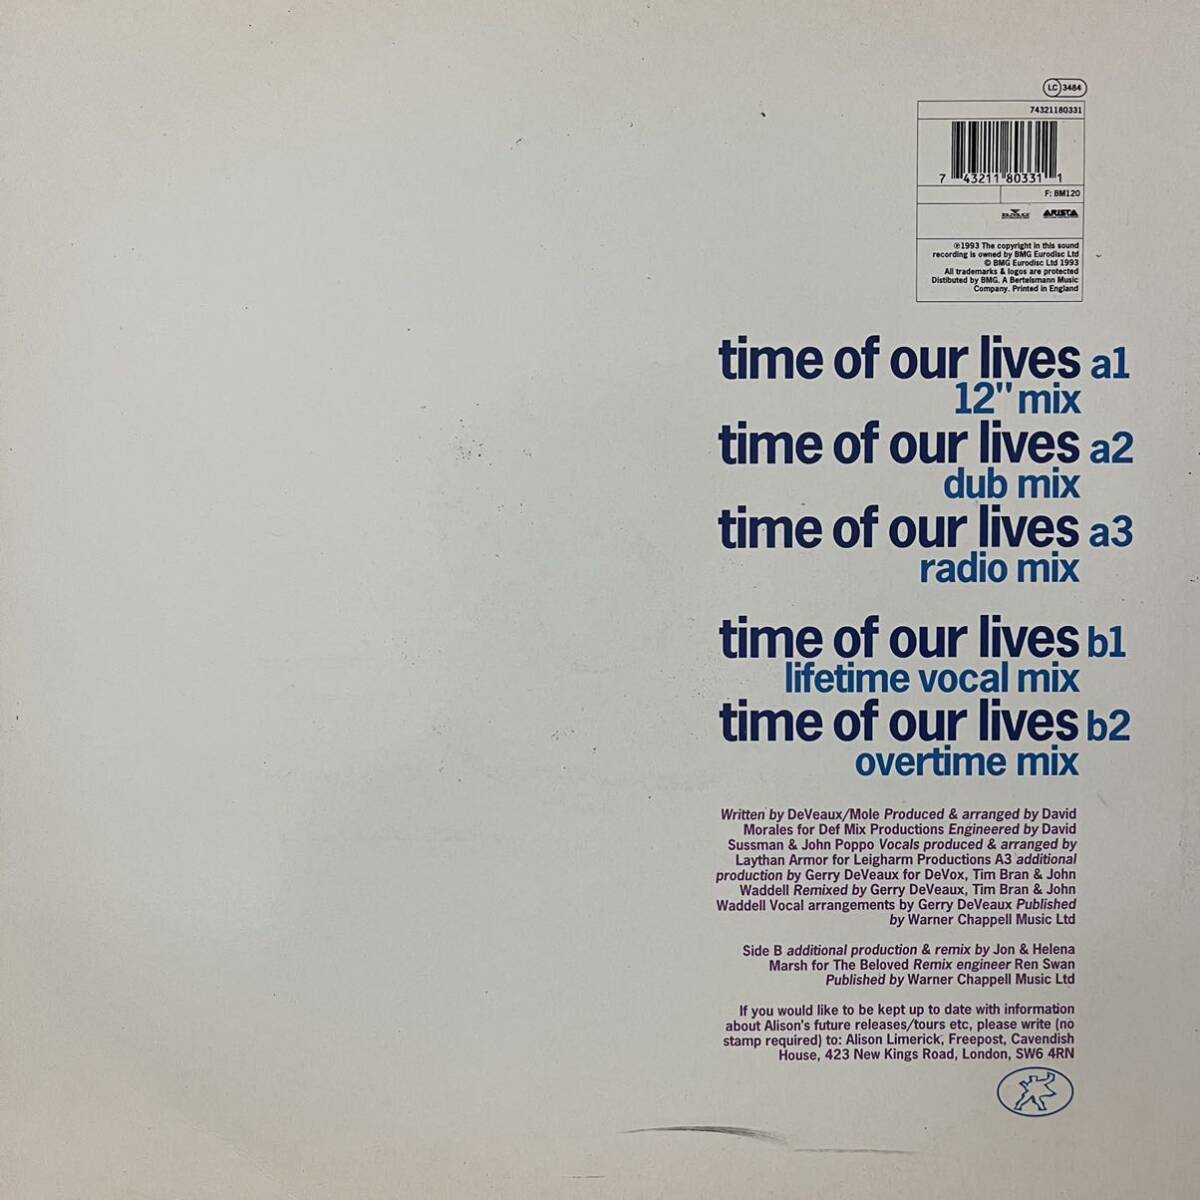 LC 3484
74321180331
7 43211 80331 1
F: BM120
ARISTA
℗1993 The copyright in this sound
recording is owned by BMG Eurodisc Ltd
© BMG Eurodisc Ltd 1993
All trademarks & logos are protected
Distibuted by BMG. A Bertelsmann Music
Company. Printed in England
time of our lives a1
12" mix
time of our lives a2
dub mix
time of our lives a3
radio mix
time of our lives b1
lifetime vocal mix
time of our lives b2
overtime mix
Written by DeVeaux/Mole Produced & arranged by David
Morales for Def Mix Productions Engineered by David
Sussman & John Poppo Vocals produced & arranged by
Laythan Armor for Leigharm Productions A3 additional
production by Gerry DeVeaux for DeVox, Tim Bran & John
Waddell Remixed by Gerry DeVeaux, Tim Bran & John
Waddell Vocal arrangements by Gerry DeVeaux Published
by Warner Chappell Music Ltd
Side B additional production & remix by Jon & Helena
Marsh for The Beloved Remix engineer Ren Swan
Published by Warner Chappell Music Ltd
If you would like to be kept up to date with information
about Alison's future releases/tours etc, please write (no
stamp required) to: Alison Limerick, Freepost, Cavendish
House, 423 New Kings Road, London, SW6 4RN